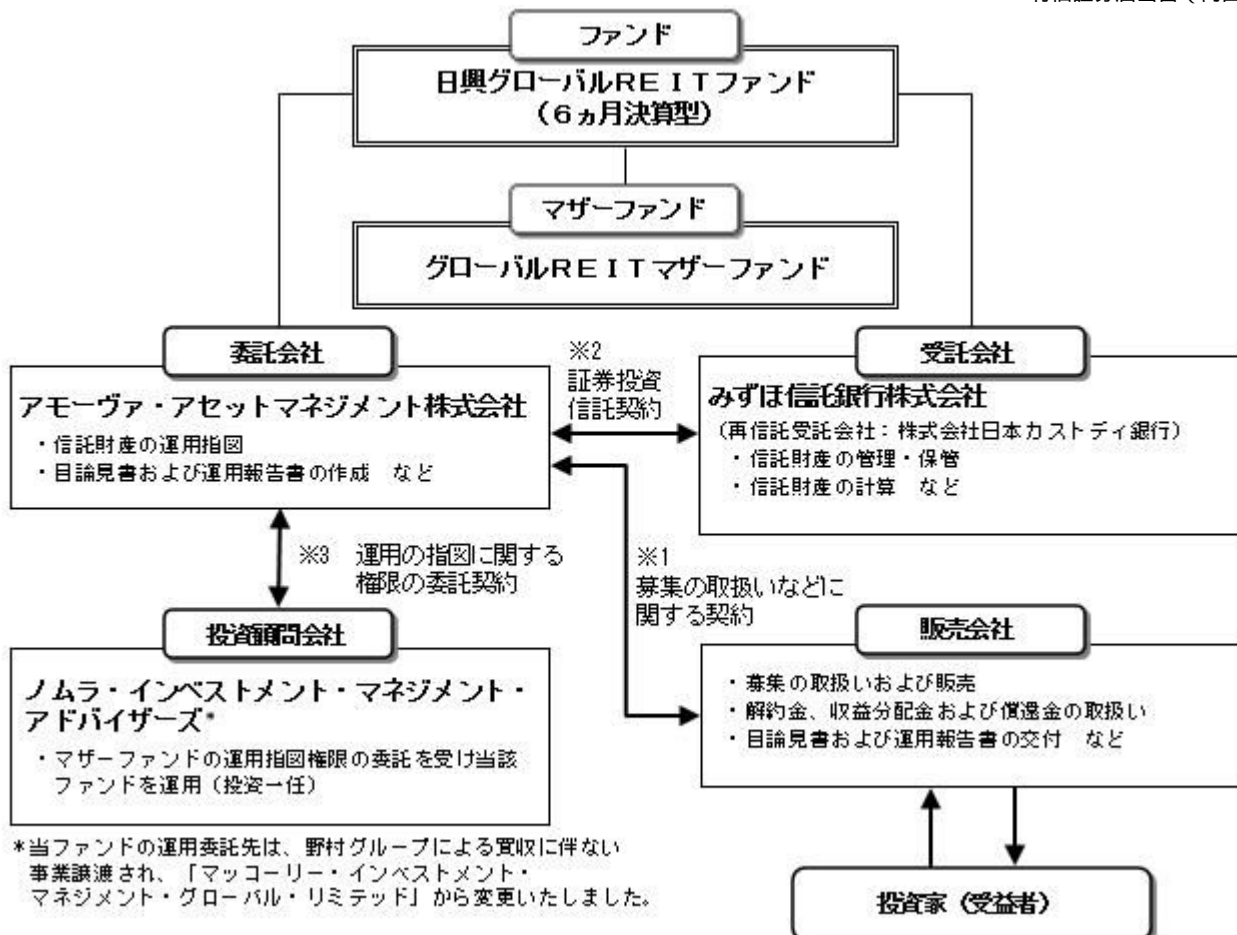 ファンド
日興グローバルＲＥＩＴファンド
（６ヵ月決算型）
マザーファンド
グローバルＲＥＩＴマザーファンド
委託会社
アモーヴァ・アセットマネジメント株式会社
・信託財産の運用指図
・目論見書および運用報告書の作成　など
※2
証券投資
信託契約
受託会社
みずほ信託銀行株式会社
（再信託受託会社：株式会社日本カストディ銀行）
・信託財産の管理・保管
・信託財産の計算　など
※3　運用の指図に関する
権限の委託契約
※1
募集の取扱いなどに
関する契約
投資顧問会社
ノムラ・インベストメント・マネジメント・
アドバイザーズ*
・マザーファンドの運用指図権限の委託を受け当該
ファンドを運用（投資一任）
販売会社
・募集の取扱いおよび販売
・解約金、収益分配金および償還金の取扱い
・目論見書および運用報告書の交付　など
*当ファンドの運用委託先は、野村グループによる買収に伴ない
事業譲渡され、「マッコーリー・インベストメント・
マネジメント・グローバル・リミテッド」から変更いたしました。
投資家（受益者）